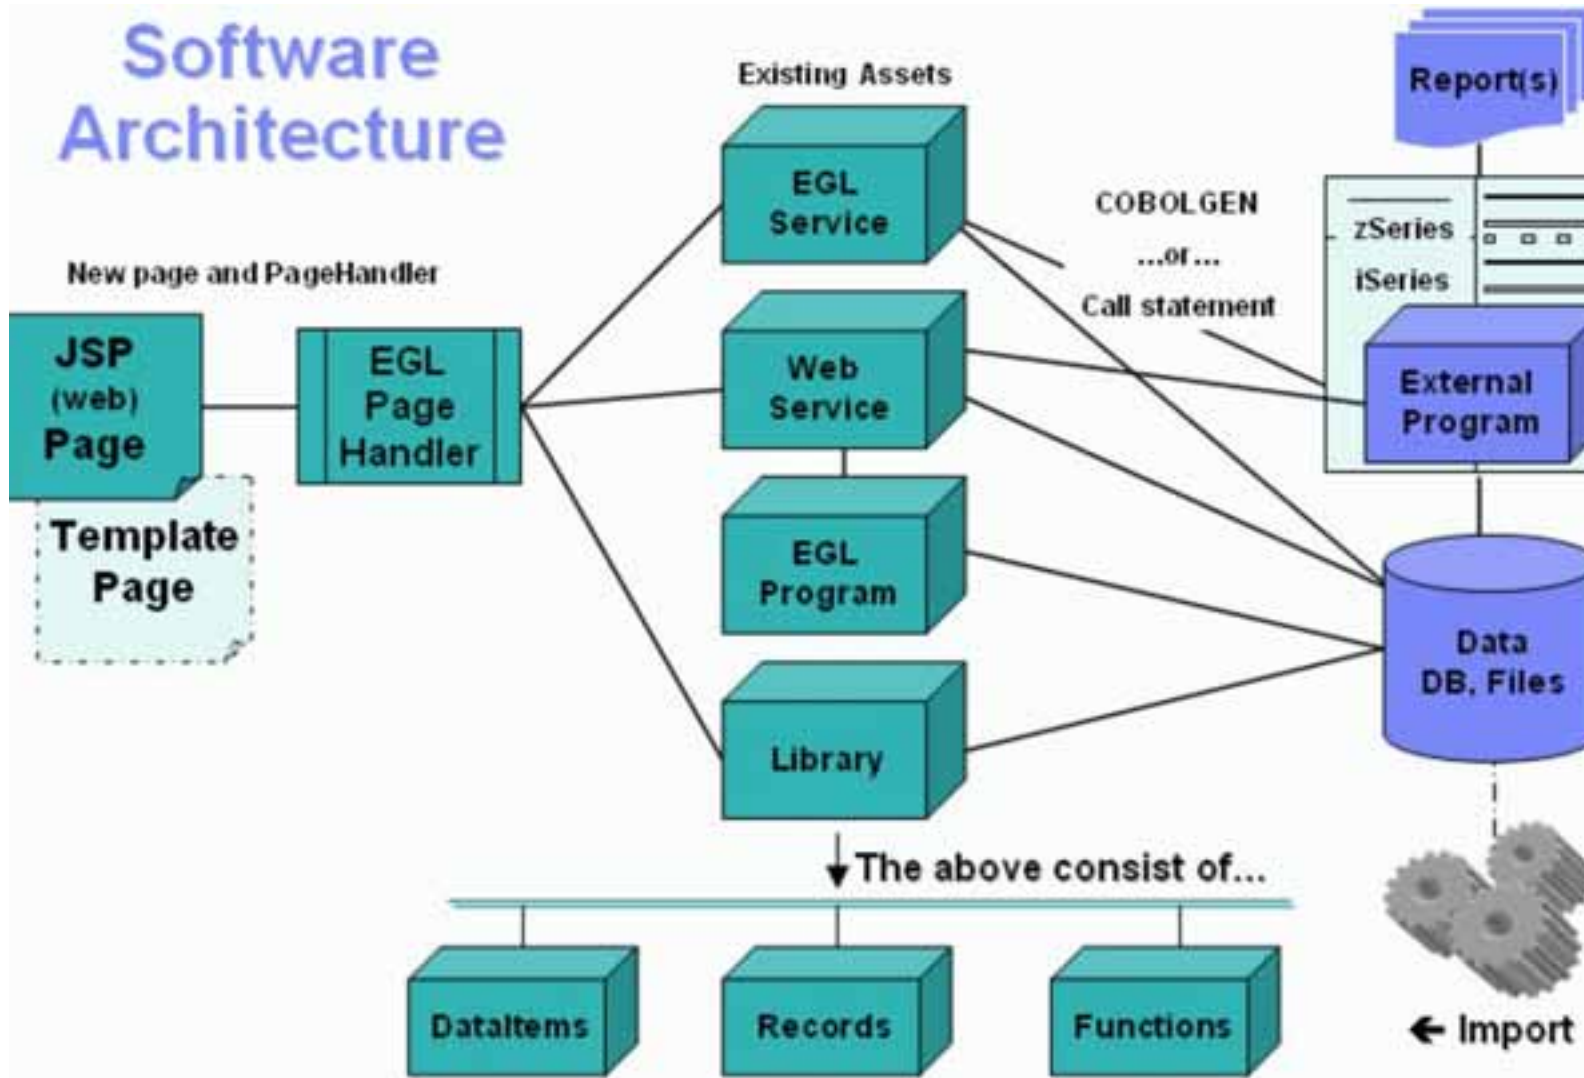 Software
Architecture
Existing Assets
Report(s)
EGL
Service
COBOLGEN
...or...
Call statement
zSeries
iSeries
New page and PageHandler
JSP
(web)
Page
EGL
Page
Handler
Web
Service
External
Program
Template
Page
EGL
Program
Data
DB, Files
Library
The above consist of...
DataItems
Records
Functions
← Import